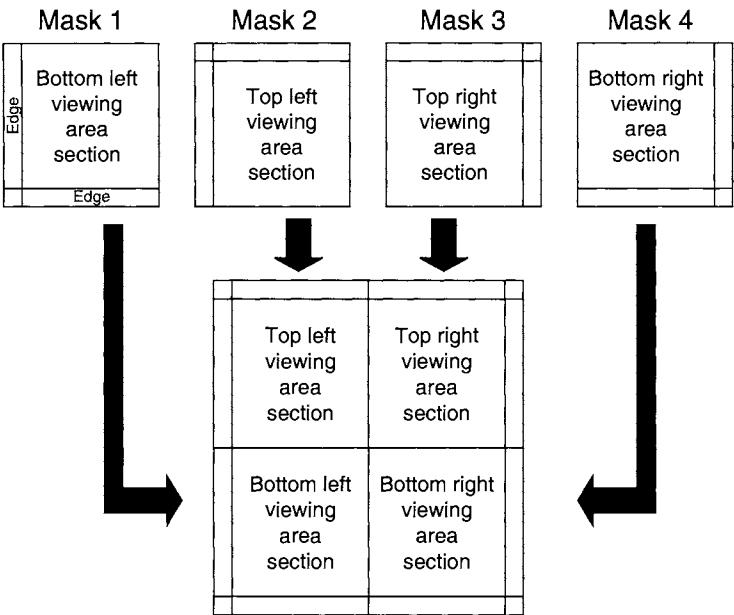 Mask 1
Mask 2
Mask 3
Mask 4
Bottom left
viewing
area
section
Edge
Edge
Top left
viewing
area
section
Top right
viewing
area
section
Bottom right
viewing
area
section
Top left
viewing
area
section
Top right
viewing
area
section
Bottom left
viewing
area
section
Bottom right
viewing
area
section